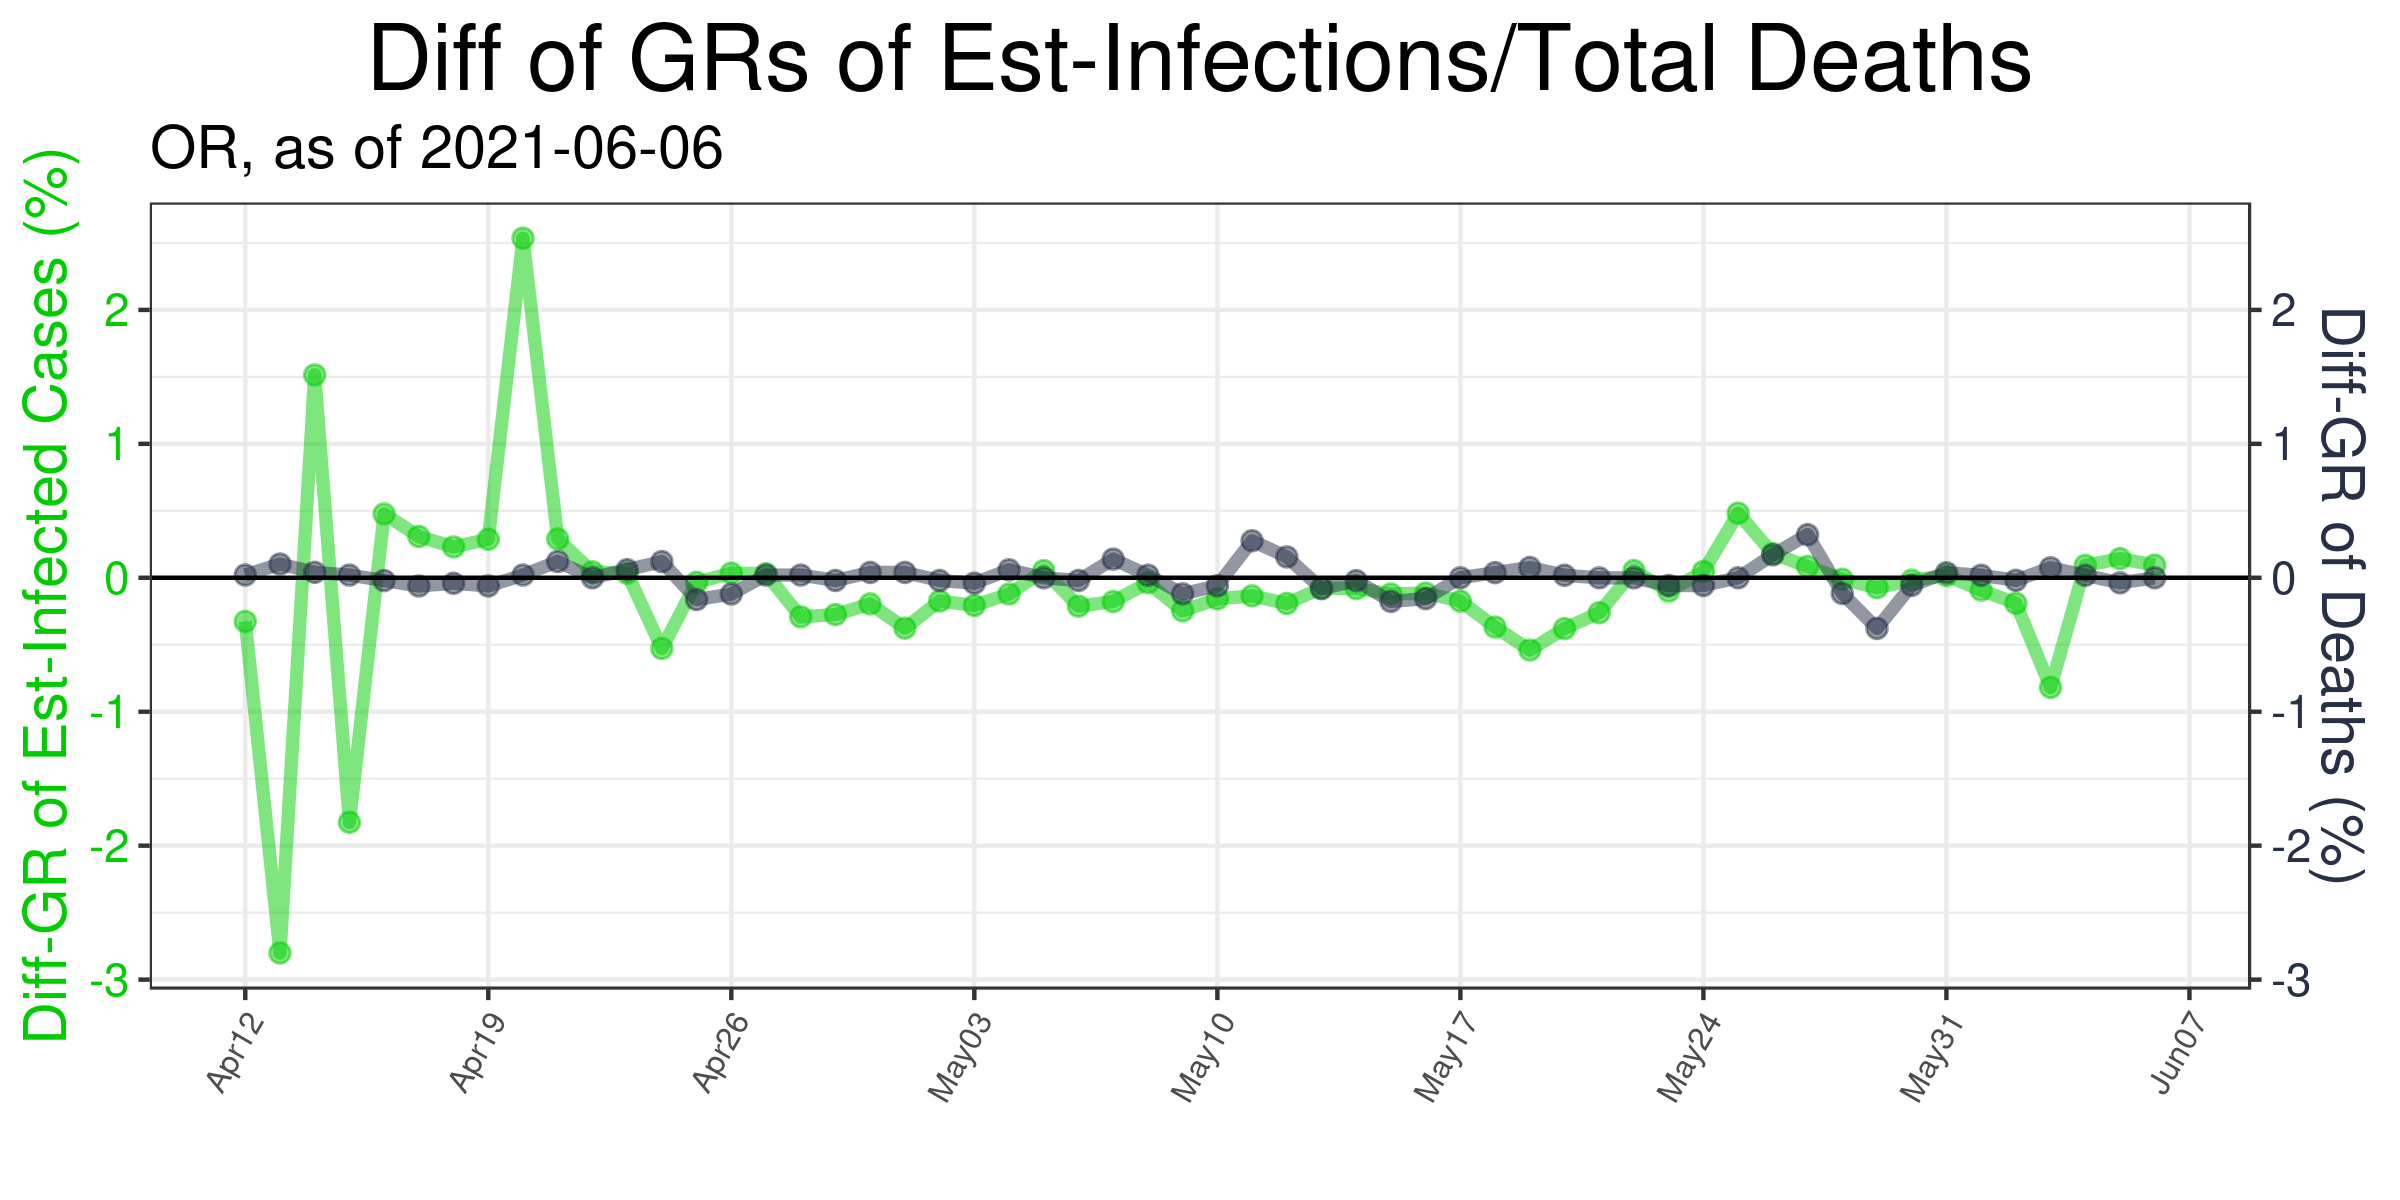 Diff of GRs of Est-Infections/Total Deaths
OR, as of 2021-06-06
Diff-GR of Est-Infected Cases (%)
2
1
0
-1
-2
-3
2
1
0
-1
-2
-3
Diff-GR of Deaths (%)
Apr12
Apr19
Apr26
May03
May10
May17
May24
May31
Jun07